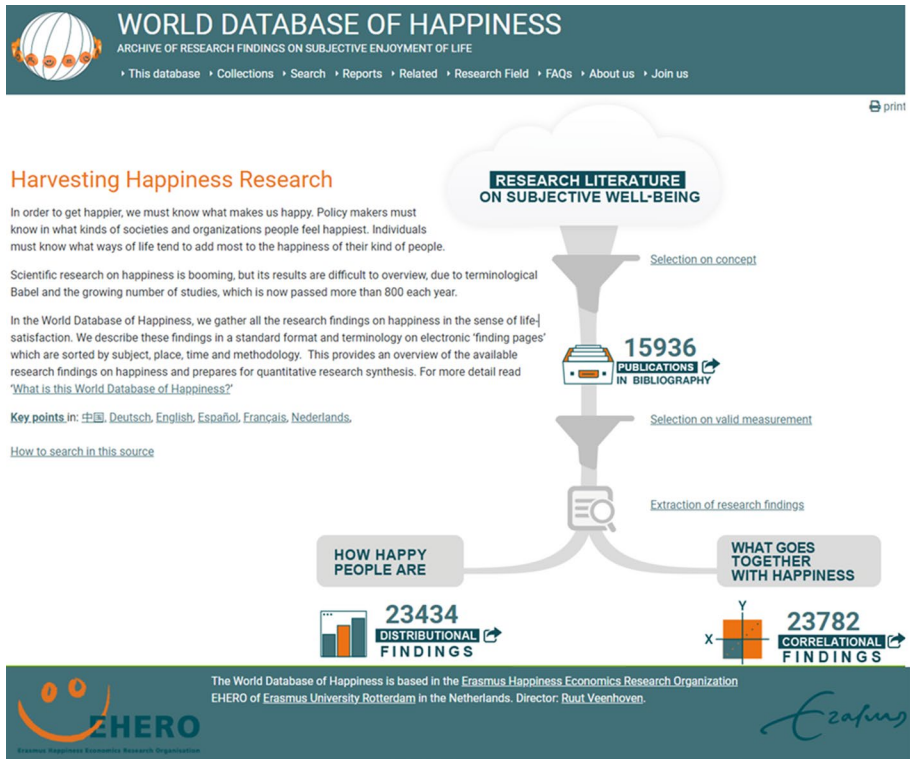 WORLD DATABASE OF HAPPINESS
ARCHIVE OF RESEARCH FINDINGS ON SUBJECTIVE ENJOYMENT OF LIFE
This database Collections Search Reports Related Research Field FAQs About us Join us
print
Harvesting Happiness Research
In order to get happier, we must know what makes us happy. Policy makers must
know in what kinds of societies and organizations people feel happiest. Individuals
must know what ways of life tend to add most to the happiness of their kind of people.
Scientific research on happiness is booming, but its results are difficult to overview, due to terminological
Babel and the growing number of studies, which is now passed more than 800 each year.
In the World Database of Happiness, we gather all the research findings on happiness in the sense of life-
satisfaction. We describe these findings in a standard format and terminology on electronic ‘finding pages’
which are sorted by subject, place, time and methodology. This provides an overview of the available
research findings on happiness and prepares for quantitative research synthesis. For more detail read
‘What is this World Database of Happiness?’
Key points in: 中国, Deutsch, English, Español, Français, Nederlands,
How to search in this source
RESEARCH LITERATURE
ON SUBJECTIVE WELL-BEING
Selection on concept
15936
PUBLICATIONS
IN BIBLIOGRAPHY
Selection on valid measurement
Extraction of research findings
HOW HAPPY
PEOPLE ARE
23434
DISTRIBUTIONAL
FINDINGS
WHAT GOES
TOGETHER
WITH HAPPINESS
Y
X
23782
CORRELATIONAL
FINDINGS
EHERO
Erasmus Happiness Economics Research Organisation
The World Database of Happiness is based in the Erasmus Happiness Economics Research Organization
EHERO of Erasmus University Rotterdam in the Netherlands. Director: Ruut Veenhoven.
Erasmus